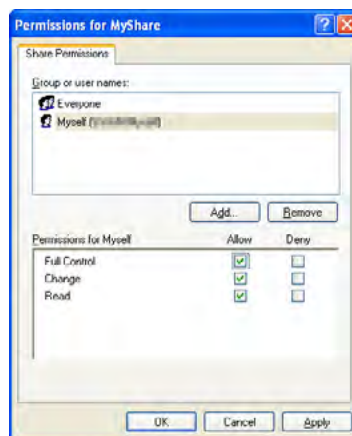 Permissions for MyShare
Share Permissions
Group or user names:
Everyone
Myself (
Add... Remove
Permissions for Myself Allow Deny
Full Control
Change
Read
OK Cancel Apply